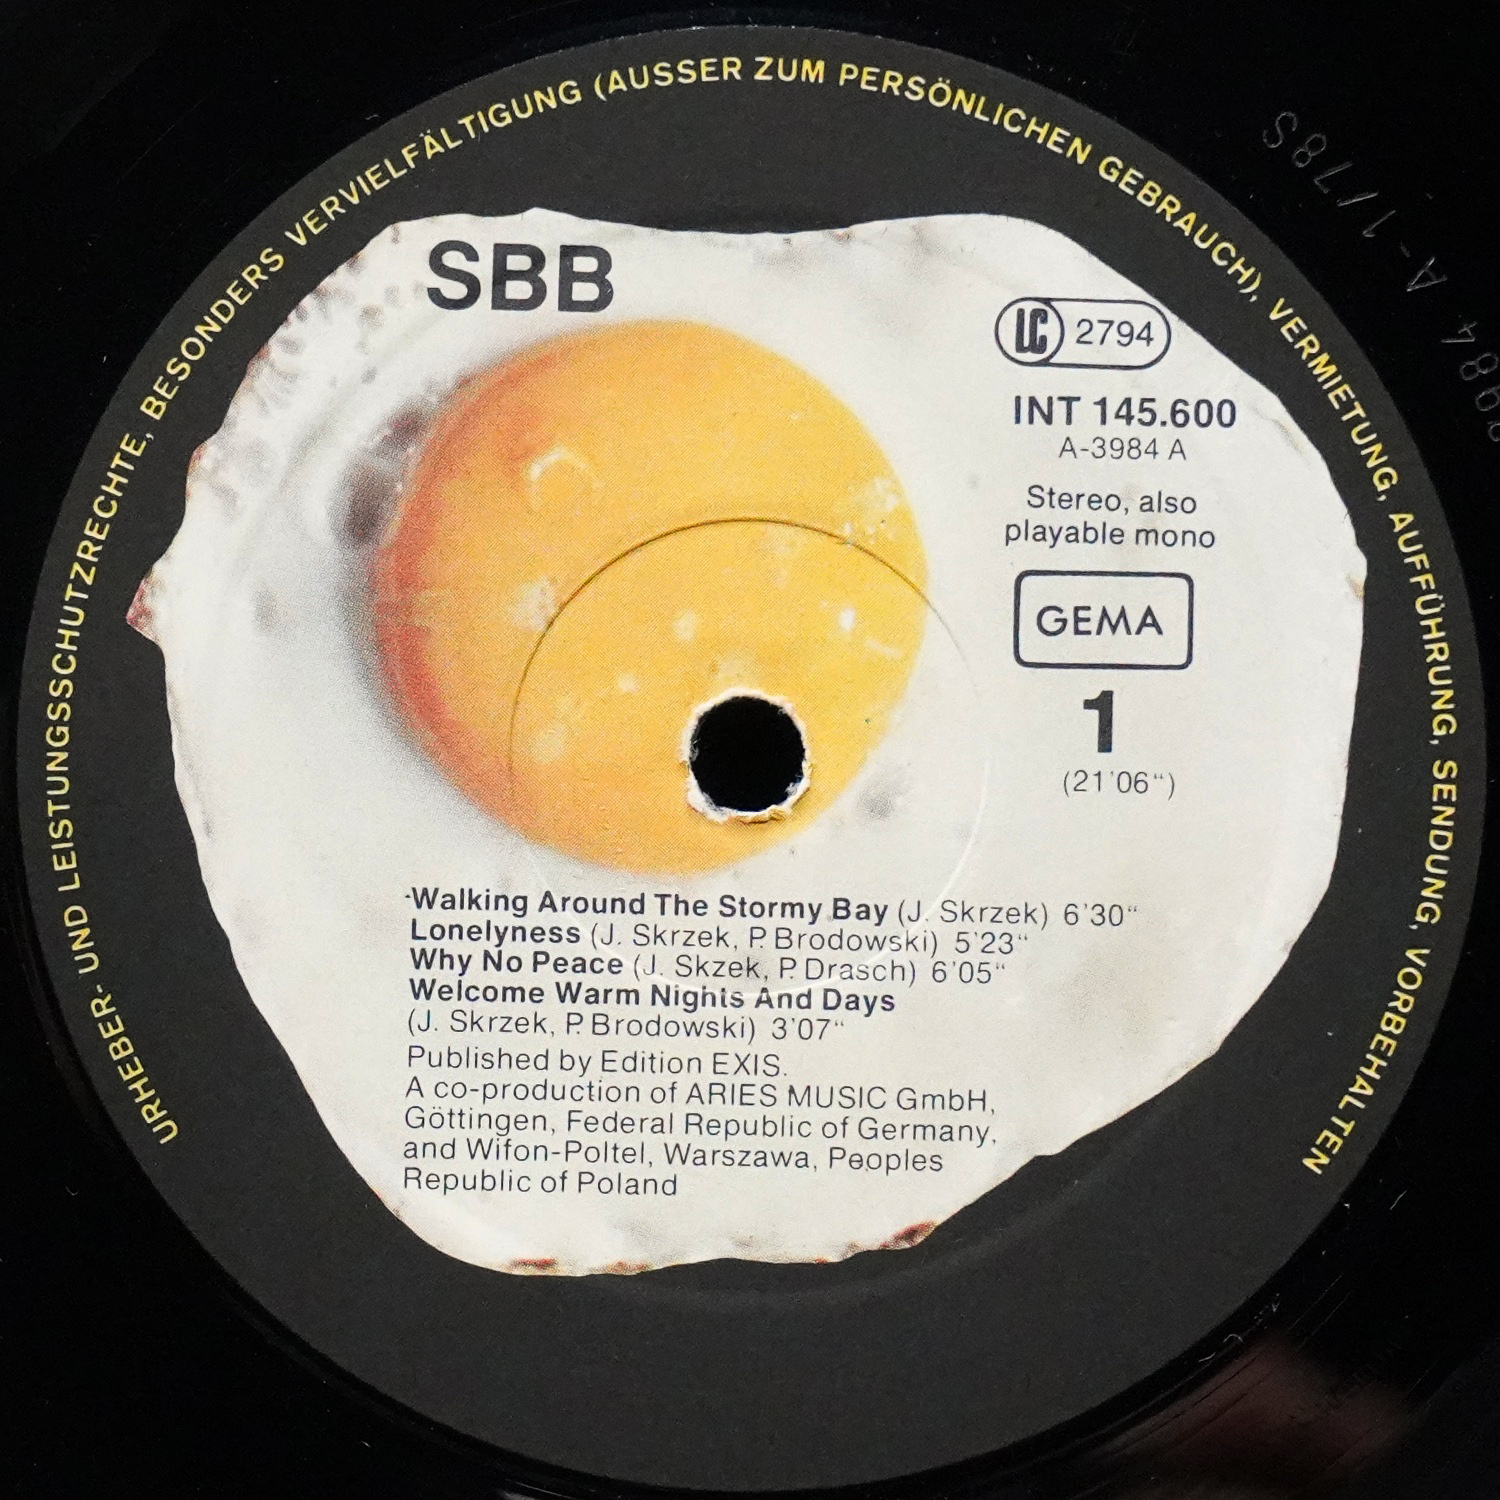 URHEBER- UND LEISTUNGSSCHUTZRECHTE, BESONDERS VERVIELFÄLTIGUNG (AUSSER ZUM PERSÖNLICHEN GEBRAUCH), VERMIETUNG, AUFFÜHRUNG, SENDUNG, VORBEHALTEN
SBB
LC 2794
INT 145.600
A-3984 A
Stereo, also
playable mono
GEMA
1
(21'06“)
Walking Around The Stormy Bay (J. Skrzek) 6'30“
Lonelyness (J. Skrzek, P. Brodowski) 5'23“
Why No Peace (J. Skzek, P. Drasch) 6'05“
Welcome Warm Nights And Days
(J. Skrzek, P. Brodowski) 3'07“
Published by Edition EXIS.
A co-production of ARIES MUSIC GmbH,
Göttingen, Federal Republic of Germany,
and Wifon-Poltel, Warszawa, Peoples
Republic of Poland